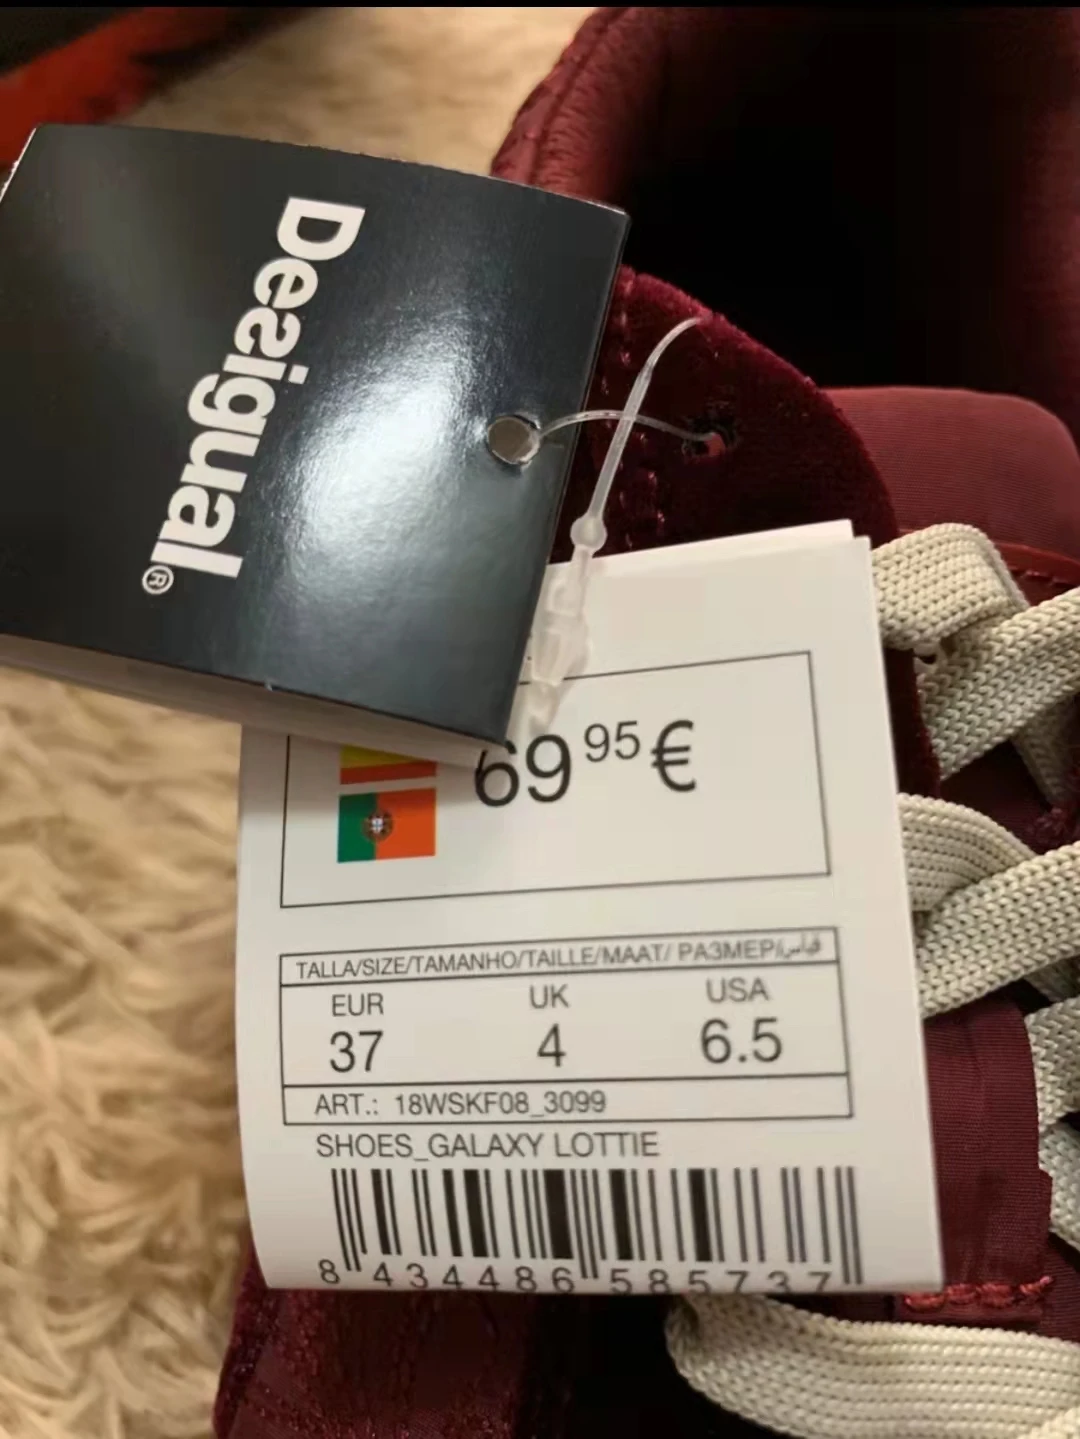 Desigual®
69 95 €
TALLA/SIZE/TAMANHO/TAILLE/MAAT/ РАЗМЕР/قياس
EUR UK USA
37 4 6.5
ART.: 18WSKF08_3099
SHOES_GALAXY LOTTIE
8 434486 585737